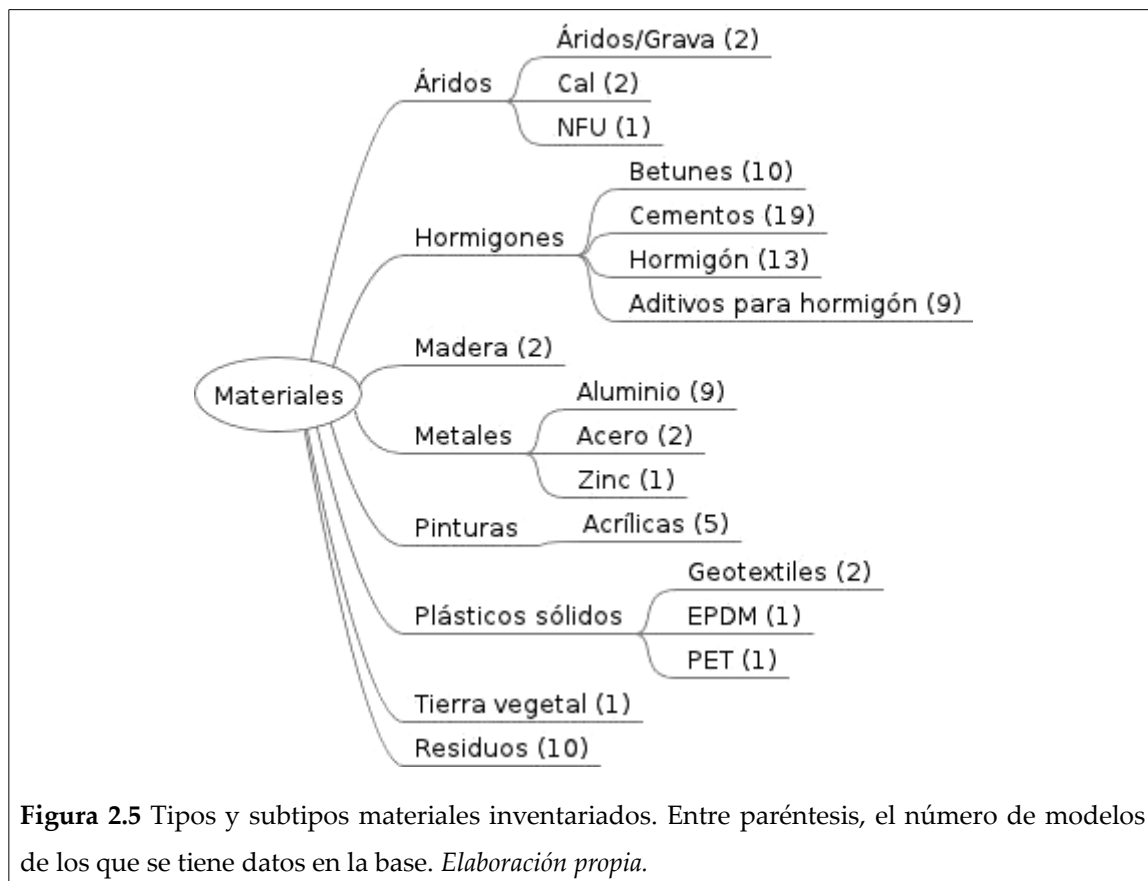 Áridos/Grava (2)
Áridos
Cal (2)
NFU (1)
Betunes (10)
Cementos (19)
Hormigones
Hormigón (13)
Aditivos para hormigón (9)
Madera (2)
Materiales
Aluminio (9)
Metales
Acero (2)
Zinc (1)
Pinturas
Acrílicas (5)
Geotextiles (2)
Plásticos sólidos
EPDM (1)
PET (1)
Tierra vegetal (1)
Residuos (10)
Figura 2.5 Tipos y subtipos materiales inventariados. Entre paréntesis, el número de modelos
de los que se tiene datos en la base. Elaboración propia.